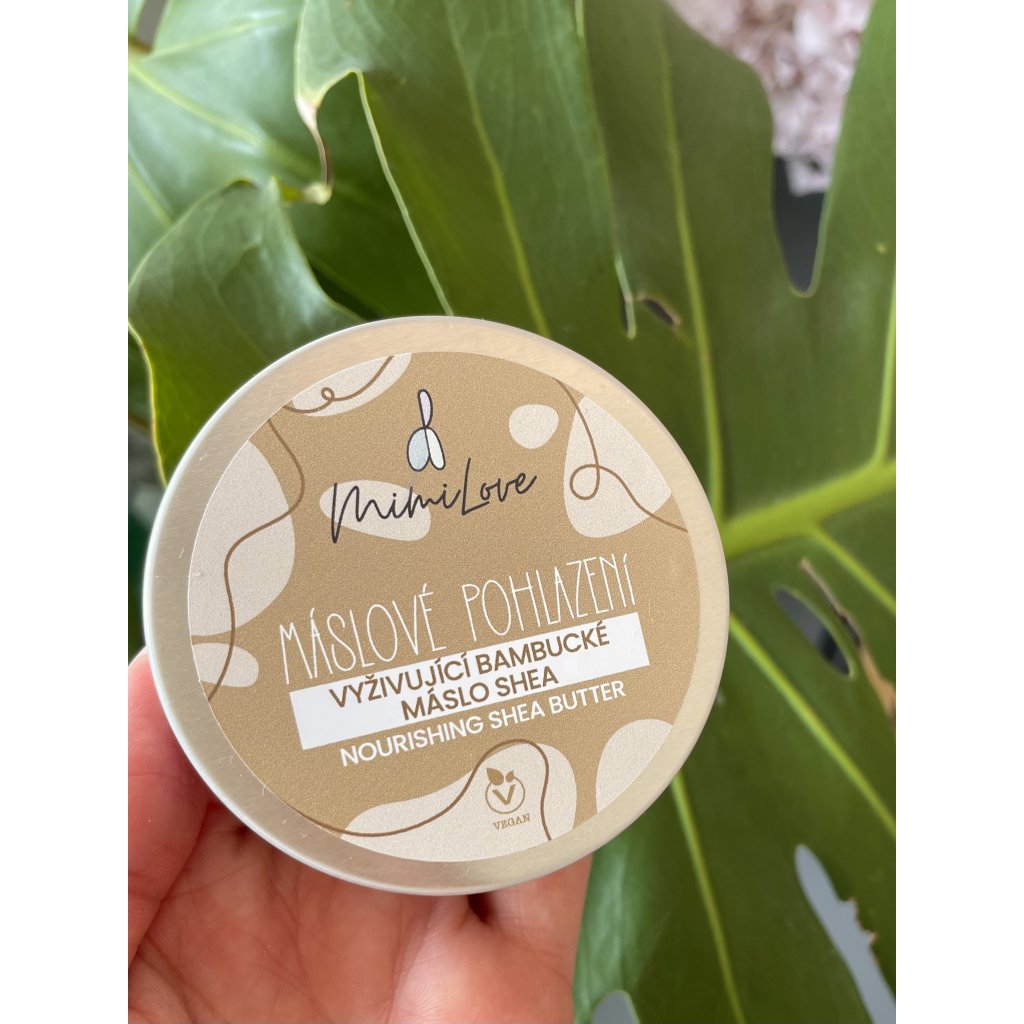 MimiLove
MÁSLOVÉ POHLAZENÍ
VYŽIVUJÍCÍ BAMBUCKÉ
MÁSLO SHEA
NOURISHING SHEA BUTTER
V
VEGAN